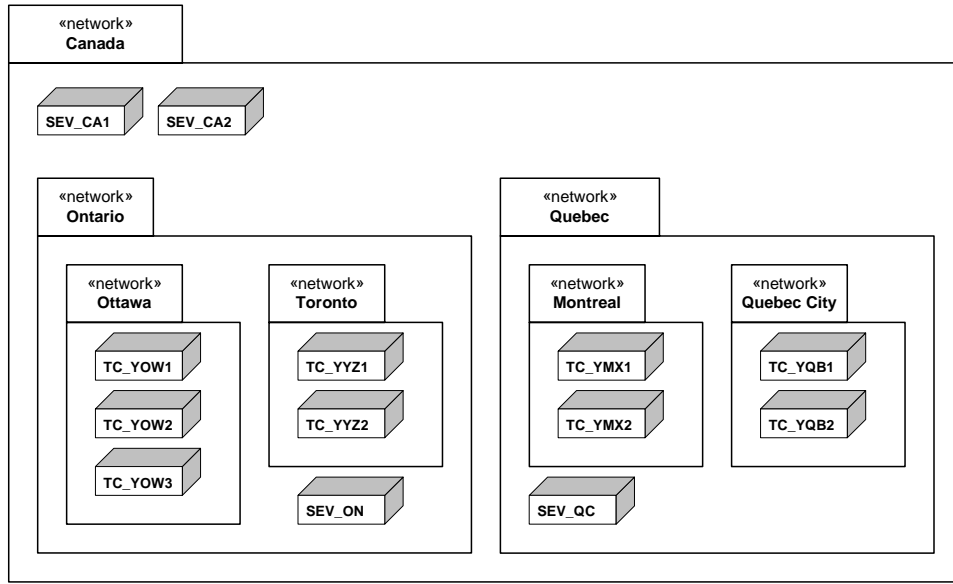 «network»
Canada
SEV_CA1
SEV_CA2
«network»
Ontario
«network»
Ottawa
TC_YOW1
TC_YOW2
TC_YOW3
«network»
Toronto
TC_YYZ1
TC_YYZ2
SEV_ON
«network»
Quebec
«network»
Montreal
TC_YMX1
TC_YMX2
SEV_QC
«network»
Quebec City
TC_YQB1
TC_YQB2